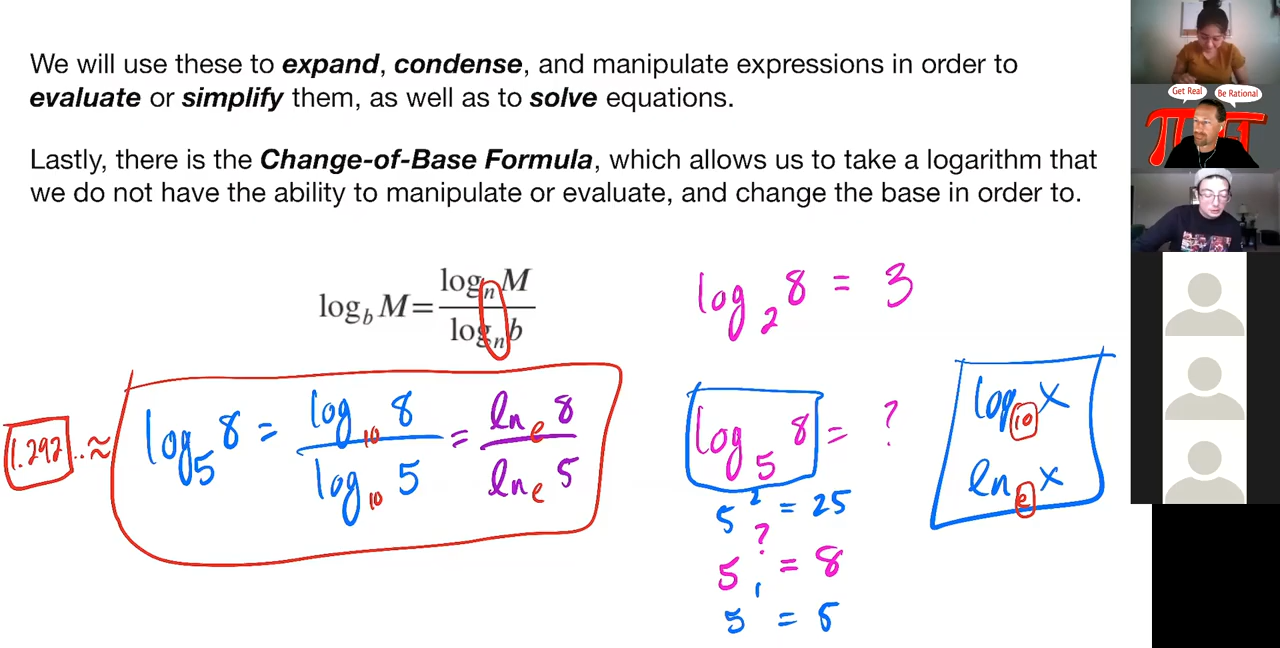 We will use these to expand, condense, and manipulate expressions in order to
evaluate or simplify them, as well as to solve equations.
Lastly, there is the Change-of-Base Formula, which allows us to take a logarithm that
we do not have the ability to manipulate or evaluate, and change the base in order to.
log_b M = log_n M / log_n b
log_2 8 = 3
1.292.. ≈ log_5 8 = log_10 8 / log_10 5 = ln_e 8 / ln_e 5
log_5 8 = ?
5^2 = 25
5^? = 8
5^1 = 5
log_10 x
ln_e x
Get Real
Be Rational